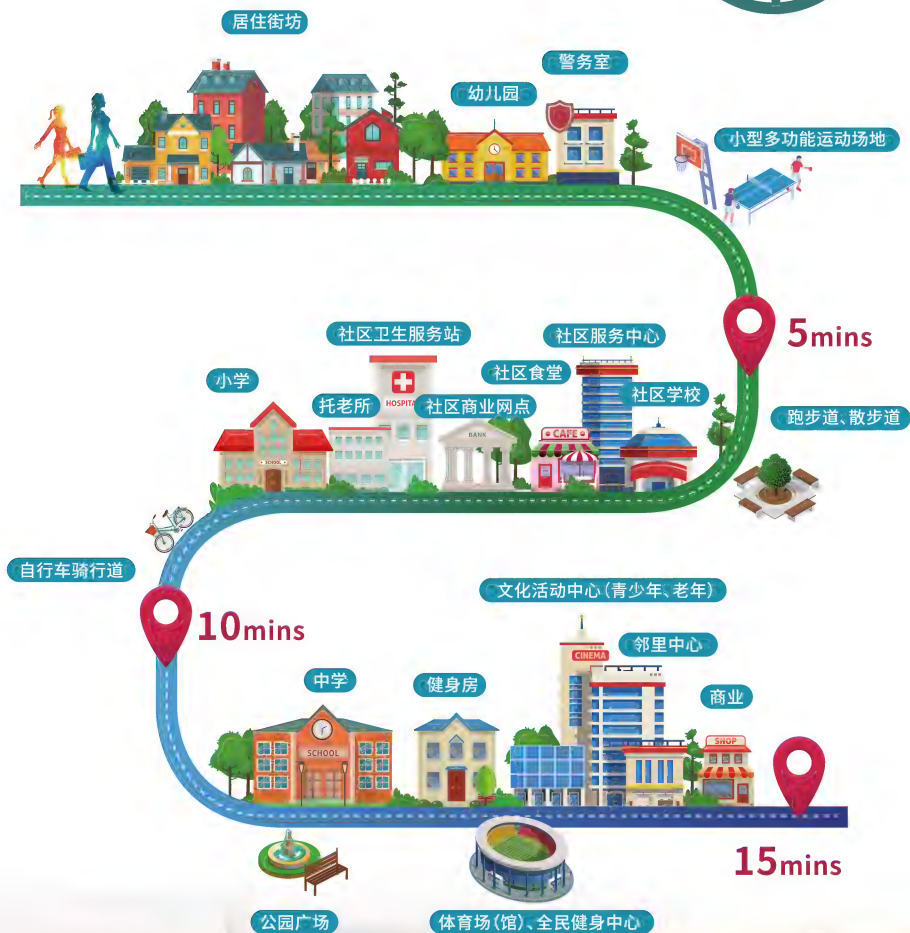 居住街坊
警务室
幼儿园
小型多功能运动场地
5mins
社区卫生服务站
社区服务中心
社区食堂
小学
社区学校
托老所
HOSPITA
社区商业网点
跑步道、散步道
BANK
CAFE
SCHOOL
自行车骑行道
10mins
文化活动中心(青少年、老年)
邻里中心
CINEMA
中学
健身房
商业
SHOP
SCHOOL
15mins
公园广场
体育场(馆)、全民健身中心